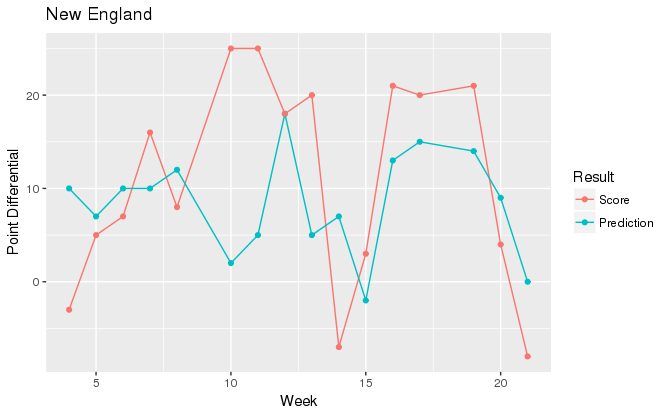 New England
20
10
0
Point Differential
5
10
15
20
Week
Result
Score
Prediction